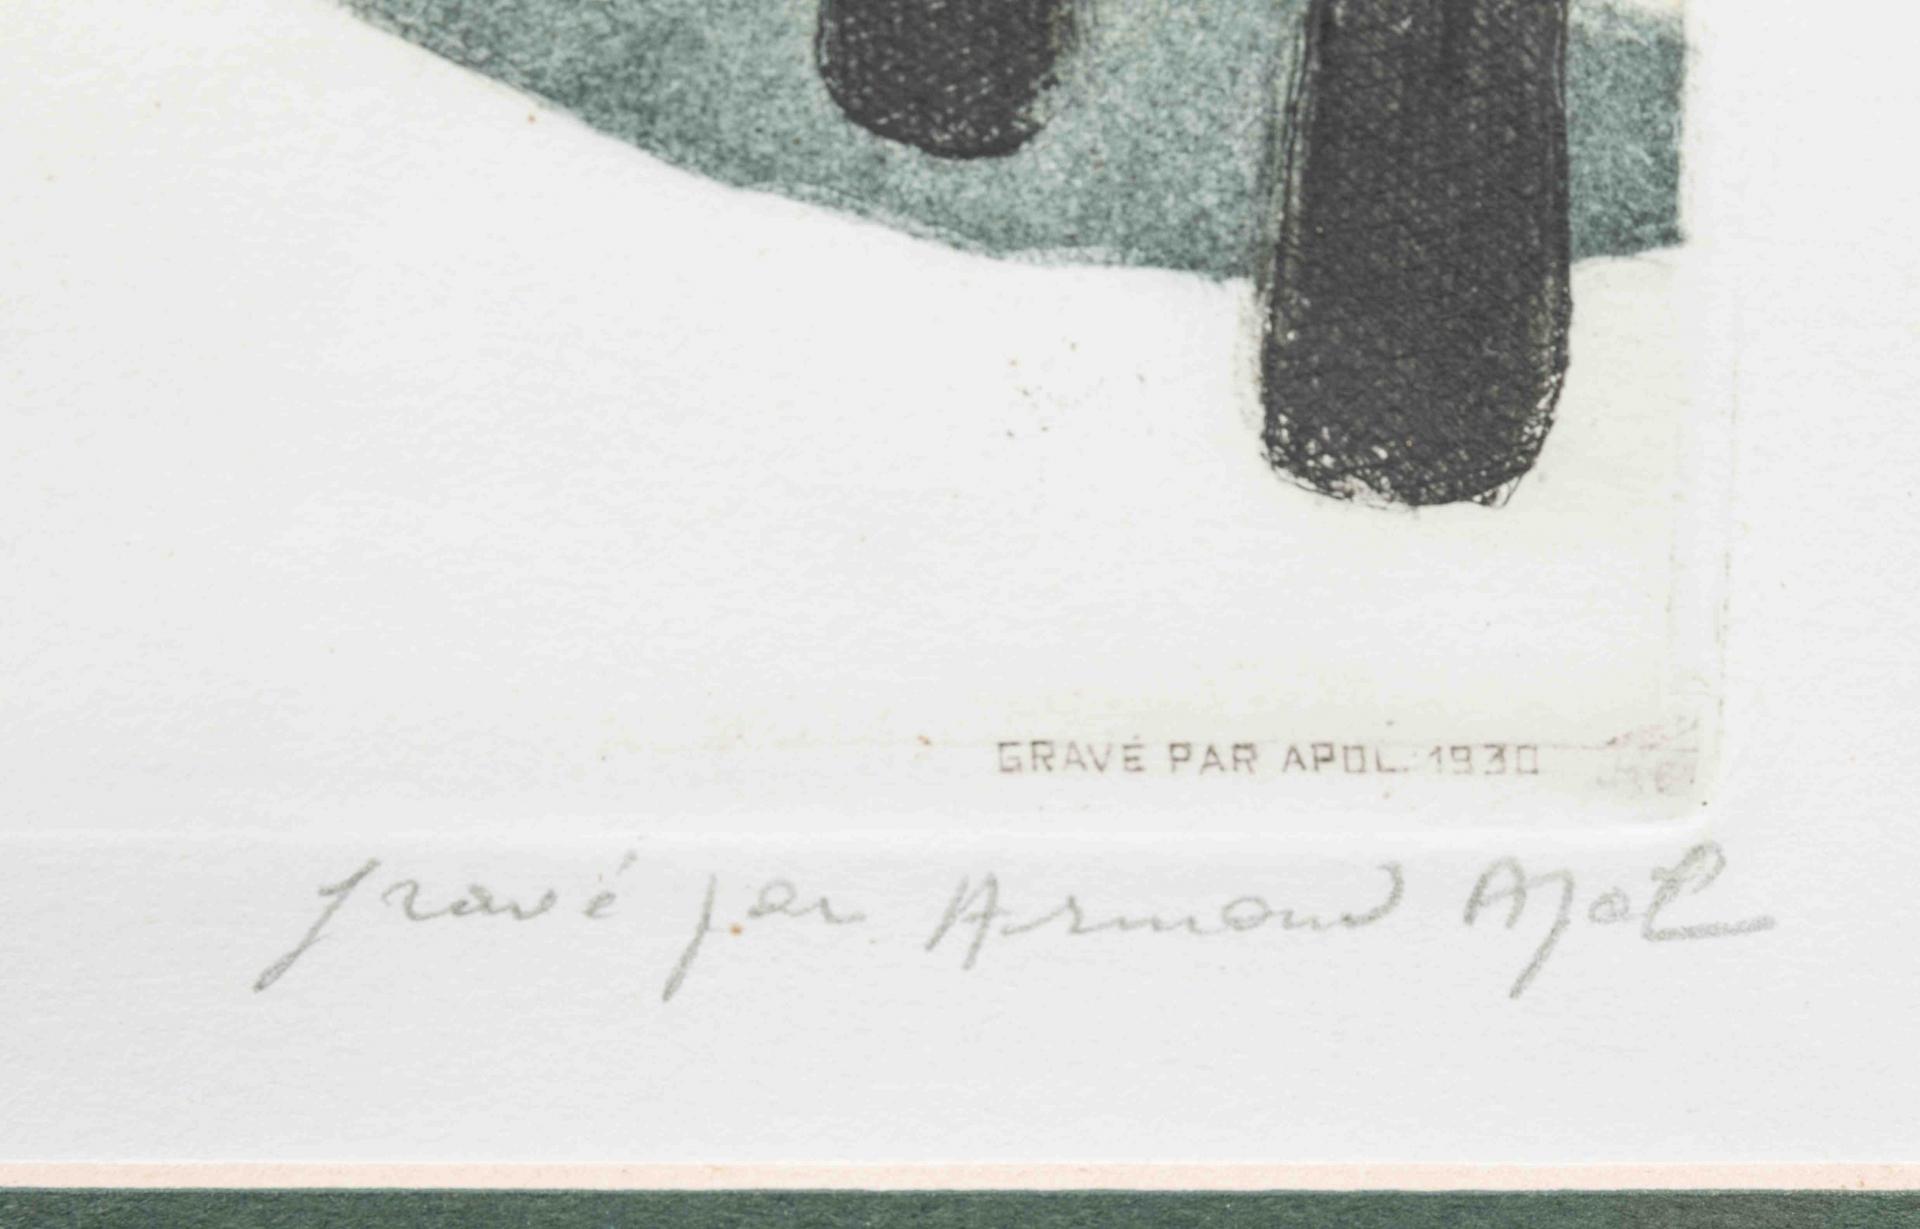 GRAVÉ PAR APOL. 1930
gravé par Armand Apol